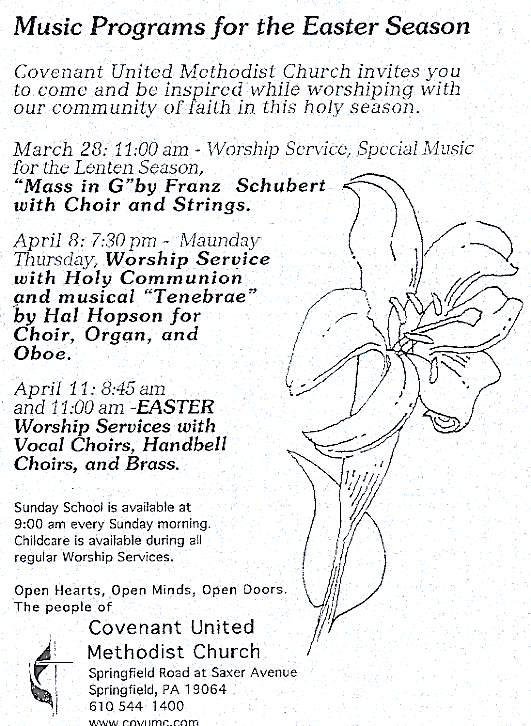 Music Programs for the Easter Season
Covenant United Methodist Church invites you
to come and be inspired while worshiping with
our community of faith in this holy season.
March 28: 11:00 am - Worship Service, Special Music
for the Lenten Season,
“Mass in G”by Franz Schubert
with Choir and Strings.
April 8: 7:30 pm - Maunday
Thursday, Worship Service
with Holy Communion
and musical “Tenebrae”
by Hal Hopson for
Choir, Organ, and
Oboe.
April 11: 8:45 am
and 11:00 am -EASTER
Worship Services with
Vocal Choirs, Handbell
Choirs, and Brass.
Sunday School is available at
9:00 am every Sunday morning.
Childcare is available during all
regular Worship Services.
Open Hearts, Open Minds, Open Doors.
The people of
Covenant United
Methodist Church
Springfield Road at Saxer Avenue
Springfield, PA 19064
610 544 1400
www.covumc.com